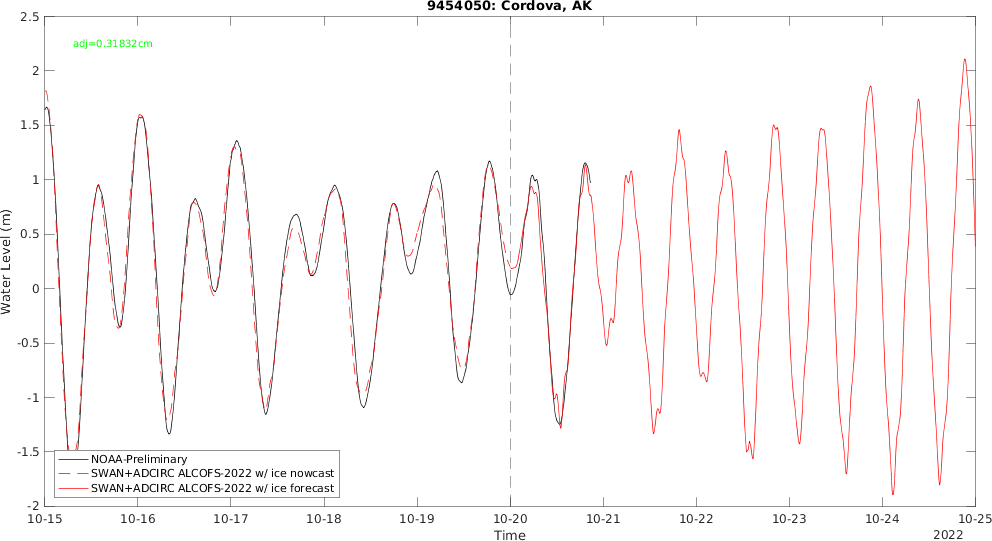 9454050: Cordova, AK
adj=0.31832cm
Water Level (m)
2.5
2
1.5
1
0.5
0
-0.5
-1
-1.5
-2
NOAA-Preliminary
SWAN+ADCIRC ALCOFS-2022 w/ ice nowcast
SWAN+ADCIRC ALCOFS-2022 w/ ice forecast
10-15 10-16 10-17 10-18 10-19 10-20 10-21 10-22 10-23 10-24 10-25
Time
2022